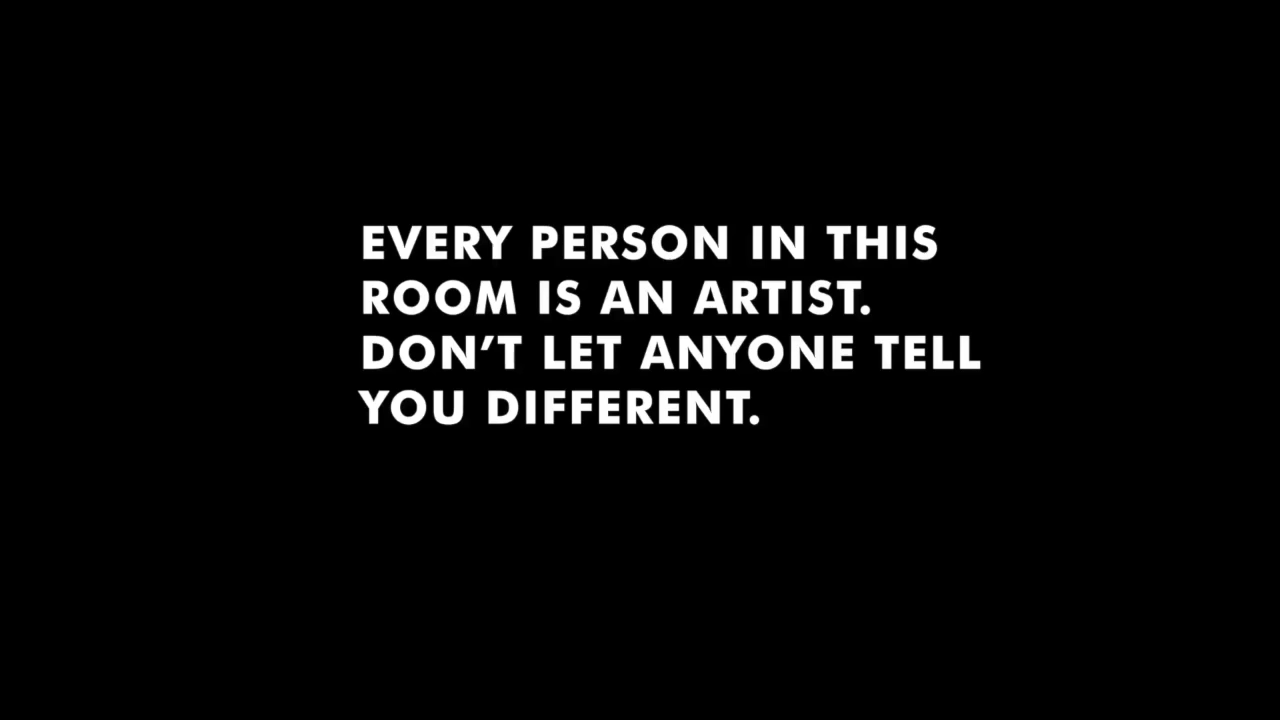 EVERY PERSON IN THIS
ROOM IS AN ARTIST.
DON’T LET ANYONE TELL
YOU DIFFERENT.